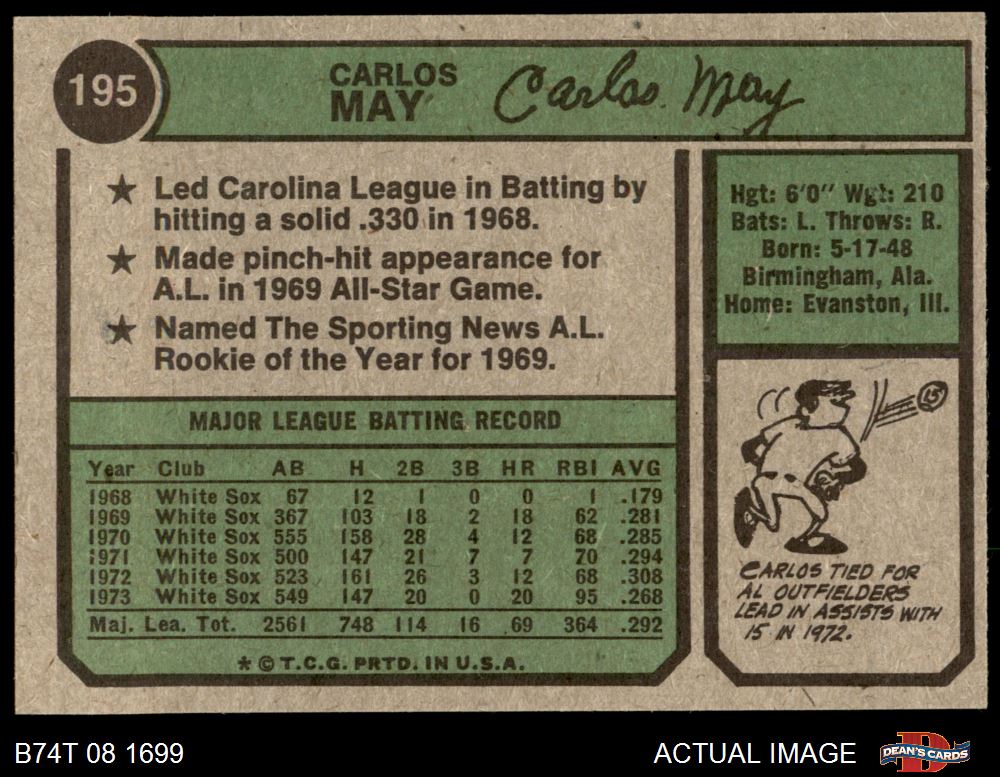 195
CARLOS
MAY
Carlos May
★ Led Carolina League in Batting by
hitting a solid .330 in 1968.
★ Made pinch-hit appearance for
A.L. in 1969 All-Star Game.
★ Named The Sporting News A.L.
Rookie of the Year for 1969.
Hgt: 6'0" Wgt: 210
Bats: L. Throws: R.
Born: 5-17-48
Birmingham, Ala.
Home: Evanston, Ill.
MAJOR LEAGUE BATTING RECORD
Year Club AB H 2B 3B HR RBI AVG
1968 White Sox 67 12 1 0 0 1 .179
1969 White Sox 367 103 18 2 18 62 .281
1970 White Sox 555 158 28 4 12 68 .285
1971 White Sox 500 147 21 7 7 70 .294
1972 White Sox 523 161 26 3 12 68 .308
1973 White Sox 549 147 20 0 20 95 .268
Maj. Lea. Tot. 2561 748 114 16 69 364 .292
* © T.C.G. PRTD. IN U.S.A.
15
CARLOS TIED FOR
AL OUTFIELDERS
LEAD IN ASSISTS WITH
15 IN 1972.
B74T 08 1699
ACTUAL IMAGE
D
DEAN'S CARDS